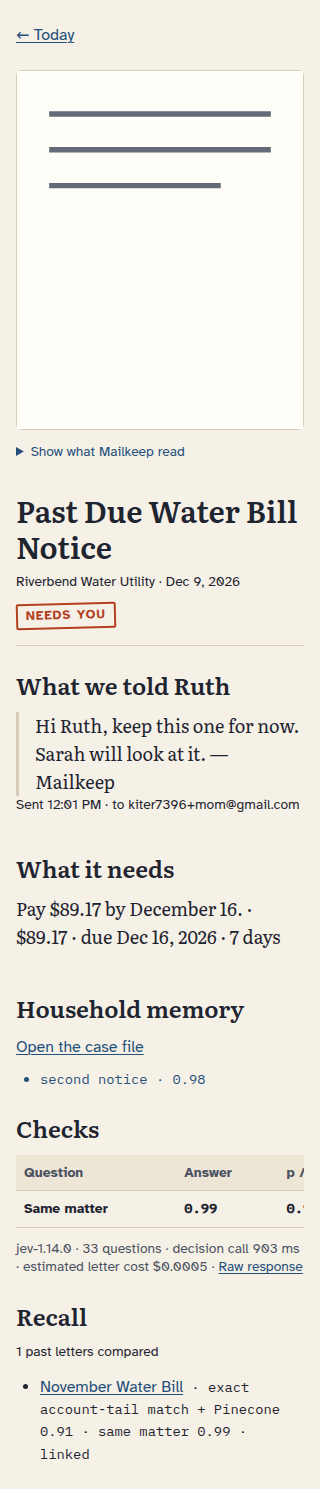 ← Today
▶ Show what Mailkeep read
Past Due Water Bill
Notice
Riverbend Water Utility · Dec 9, 2026
NEEDS YOU
What we told Ruth
Hi Ruth, keep this one for now.
Sarah will look at it. —
Mailkeep
Sent 12:01 PM · to kiter7396+mom@gmail.com
What it needs
Pay $89.17 by December 16. ·
$89.17 · due Dec 16, 2026 · 7 days
Household memory
Open the case file
• second notice · 0.98
Checks
Question Answer p
Same matter 0.99
jev-1.14.0 · 33 questions · decision call 903 ms
· estimated letter cost $0.0005 · Raw response
Recall
1 past letters compared
• November Water Bill · exact
account-tail match + Pinecone
0.91 · same matter 0.99 ·
linked